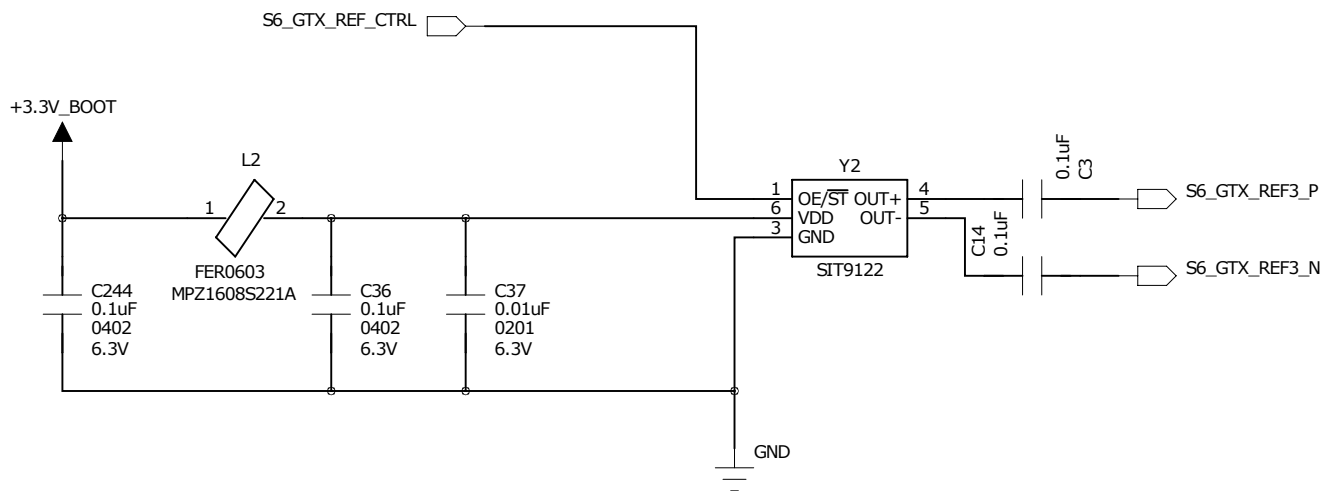 S6_GTX_REF_CTRL
+3.3V_BOOT
L2
1
2
FER0603
MPZ1608S221A
C244
0.1uF
0402
6.3V
C36
0.1uF
0402
6.3V
C37
0.01uF
0201
6.3V
Y2
1 OE/ST OUT+ 4
6 VDD OUT- 5
3 GND
SIT9122
0.1uF
C3
S6_GTX_REF3_P
C14
0.1uF
S6_GTX_REF3_N
GND